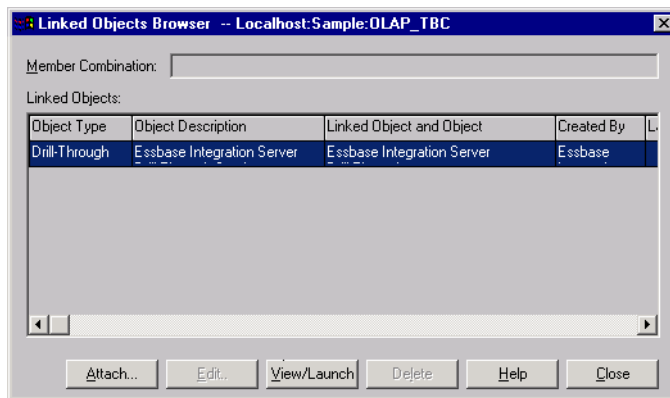 Linked Objects Browser -- Localhost:Sample:OLAP_TBC
Member Combination:
Linked Objects:
Object Type Object Description Linked Object and Object Created By
Drill-Through Essbase Integration Server Essbase Integration Server Essbase
Attach... Edit.. View/Launch Delete Help Close